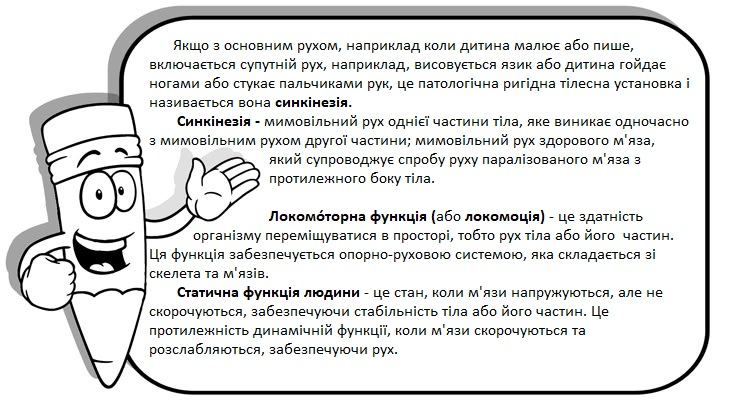 Якщо з основним рухом, наприклад коли дитина малює або пише,
включається супутній рух, наприклад, висовується язик або дитина гойдає
ногами або стукає пальчиками рук, це патологічна ригідна тілесна установка і
називається вона синкінезія.
Синкінезія - мимовільний рух однієї частини тіла, яке виникає одночасно
з мимовільним рухом другої частини; мимовільний рух здорового м'яза,
який супроводжує спробу руху паралізованого м'яза з
протилежного боку тіла.
Локомо́торна функція (або локомоція) - це здатність
організму переміщуватися в просторі, тобто рух тіла або його частин.
Ця функція забезпечується опорно-руховою системою, яка складається зі
скелета та м'язів.
Статична функція людини - це стан, коли м'язи напружуються, але не
скорочуються, забезпечуючи стабільність тіла або його частин. Це
протилежність динамічній функції, коли м'язи скорочуються та
розслабляються, забезпечуючи рух.